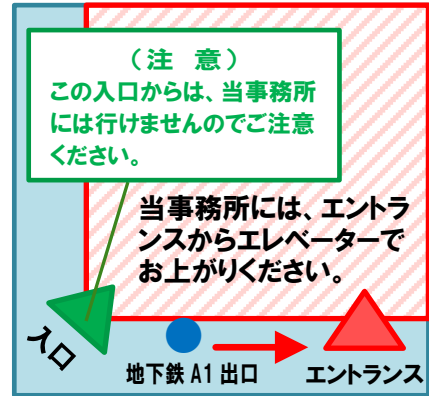 （注　意）
この入口からは、当事務所
には行けませんのでご注意
ください。
当事務所には、エントラ
ンスからエレベーターで
お上がりください。
入口
地下鉄 A1 出口
エントランス